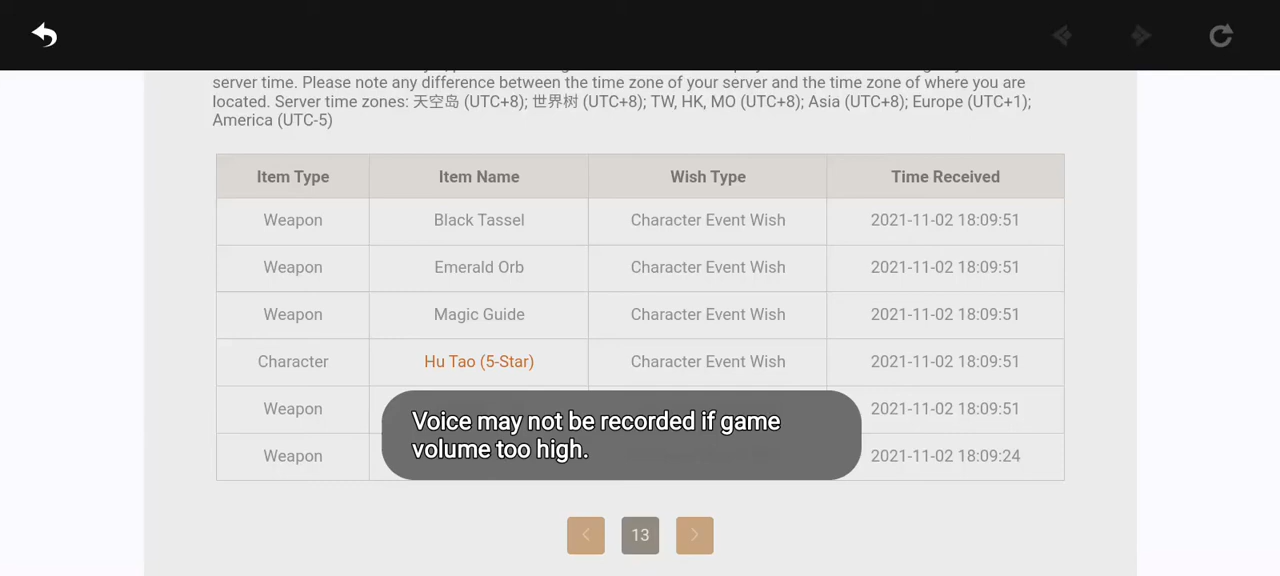 server time. Please note any difference between the time zone of your server and the time zone of where you are
located. Server time zones: 天空岛 (UTC+8); 世界树 (UTC+8); TW, HK, MO (UTC+8); Asia (UTC+8); Europe (UTC+1);
America (UTC-5)
Item Type Item Name Wish Type Time Received
Weapon Black Tassel Character Event Wish 2021-11-02 18:09:51
Weapon Emerald Orb Character Event Wish 2021-11-02 18:09:51
Weapon Magic Guide Character Event Wish 2021-11-02 18:09:51
Character Hu Tao (5-Star) Character Event Wish 2021-11-02 18:09:51
Weapon 2021-11-02 18:09:51
Weapon 2021-11-02 18:09:24
Voice may not be recorded if game
volume too high.
13